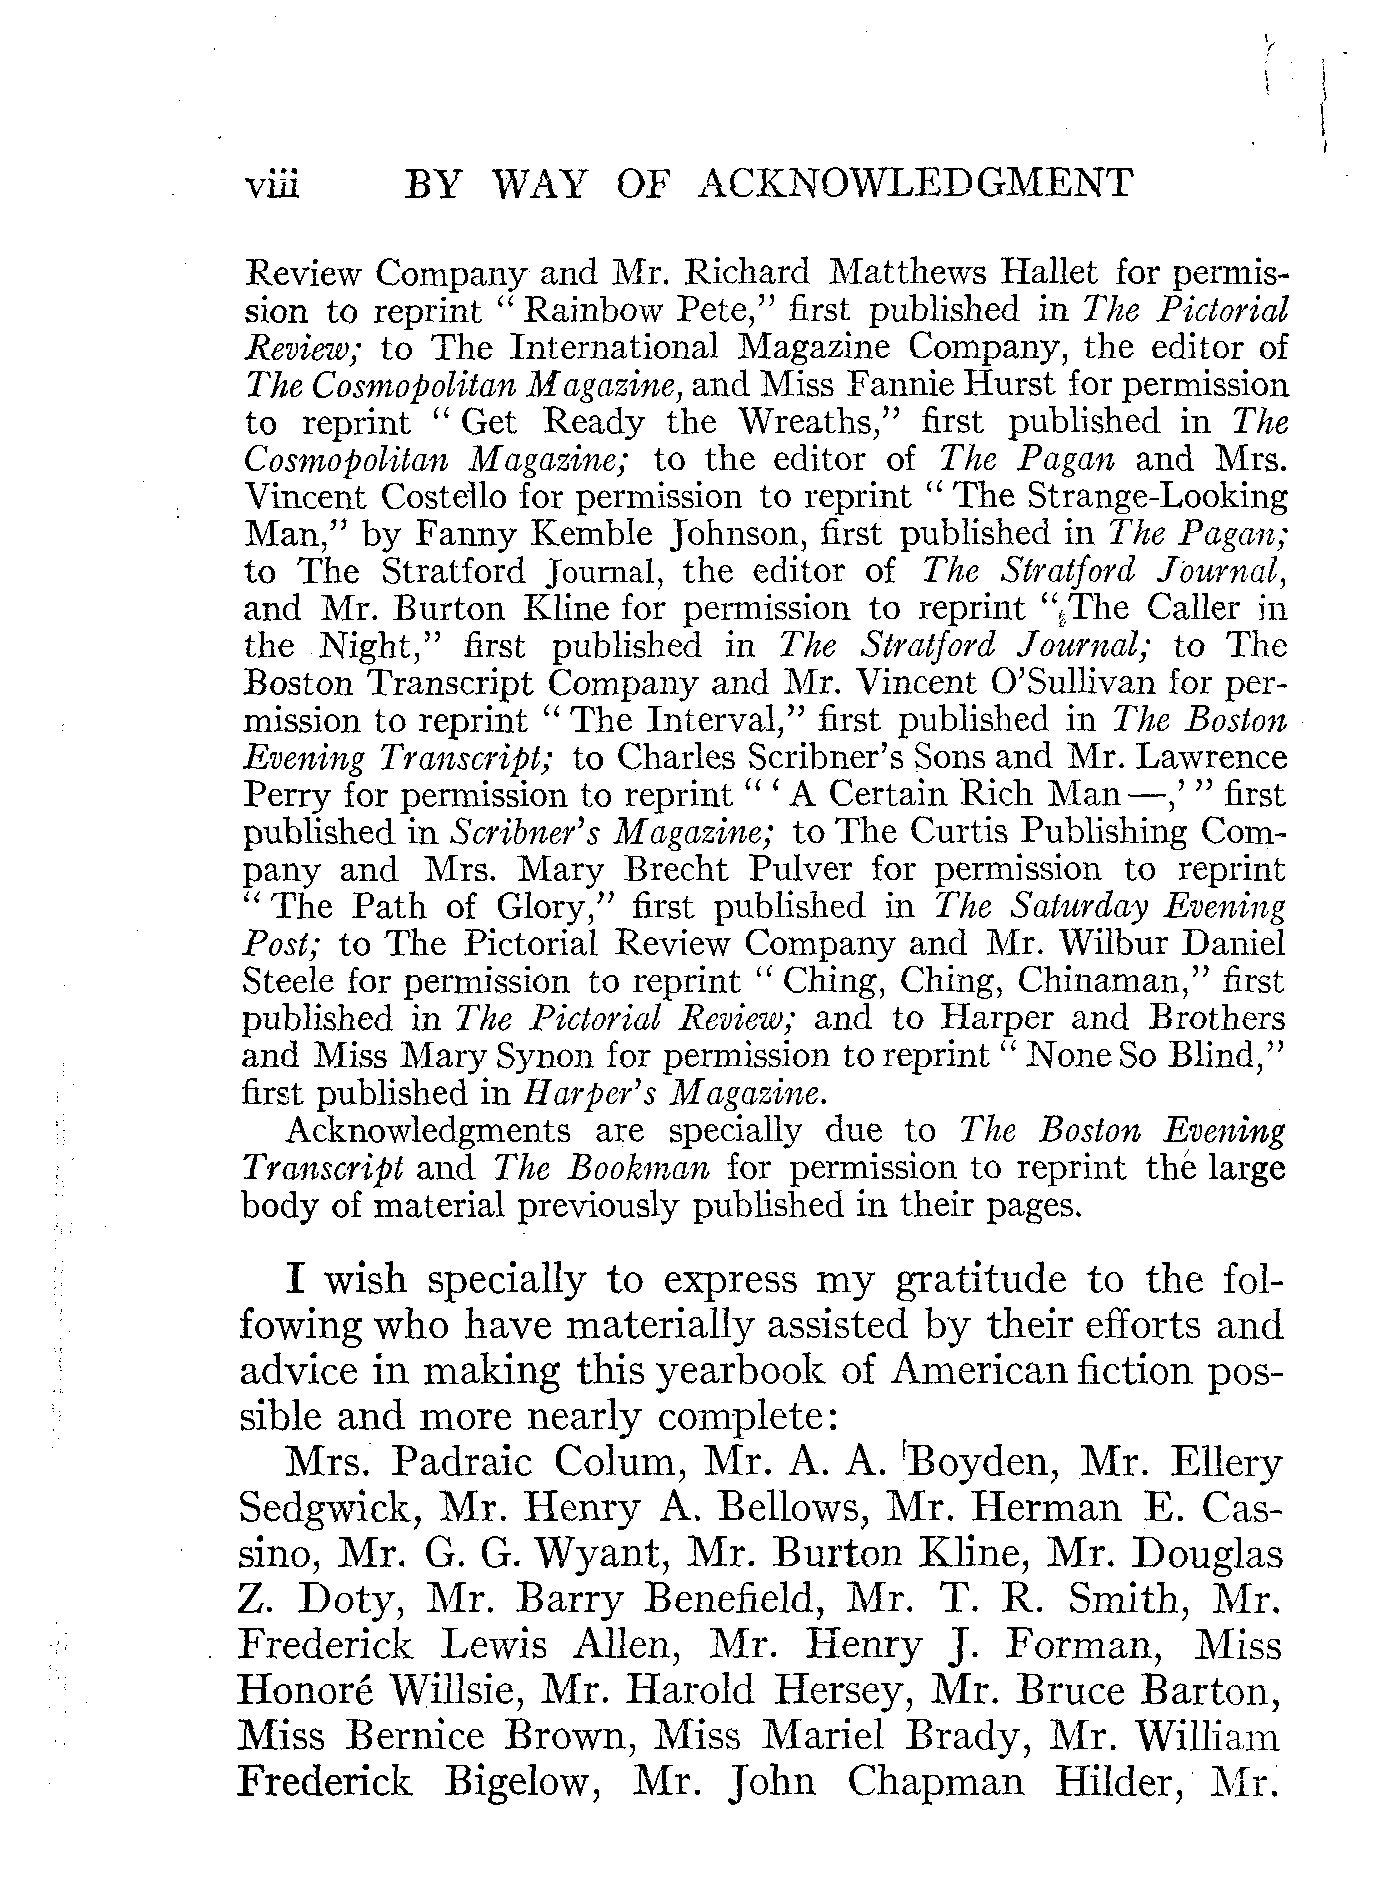 viii BY WAY OF ACKNOWLEDGMENT
Review Company and Mr. Richard Matthews Hallet for permis-
sion to reprint “Rainbow Pete,” first published in The Pictorial
Review; to The International Magazine Company, the editor of
The Cosmopolitan Magazine, and Miss Fannie Hurst for permission
to reprint “Get Ready the Wreaths,” first published in The
Cosmopolitan Magazine; to the editor of The Pagan and Mrs.
Vincent Costello for permission to reprint “The Strange-Looking
Man,” by Fanny Kemble Johnson, first published in The Pagan;
to The Stratford Journal, the editor of The Stratford Journal,
and Mr. Burton Kline for permission to reprint “The Caller in
the Night,” first published in The Stratford Journal; to The
Boston Transcript Company and Mr. Vincent O'Sullivan for per-
mission to reprint “The Interval,” first published in The Boston
Evening Transcript; to Charles Scribner's Sons and Mr. Lawrence
Perry for permission to reprint “‘A Certain Rich Man—,’” first
published in Scribner's Magazine; to The Curtis Publishing Com-
pany and Mrs. Mary Brecht Pulver for permission to reprint
“The Path of Glory,” first published in The Saturday Evening
Post; to The Pictorial Review Company and Mr. Wilbur Daniel
Steele for permission to reprint “Ching, Ching, Chinaman,” first
published in The Pictorial Review; and to Harper and Brothers
and Miss Mary Synon for permission to reprint “None So Blind,”
first published in Harper's Magazine.
Acknowledgments are specially due to The Boston Evening
Transcript and The Bookman for permission to reprint the large
body of material previously published in their pages.
I wish specially to express my gratitude to the fol-
fowing who have materially assisted by their efforts and
advice in making this yearbook of American fiction pos-
sible and more nearly complete:
Mrs. Padraic Colum, Mr. A. A. Boyden, Mr. Ellery
Sedgwick, Mr. Henry A. Bellows, Mr. Herman E. Cas-
sino, Mr. G. G. Wyant, Mr. Burton Kline, Mr. Douglas
Z. Doty, Mr. Barry Benefield, Mr. T. R. Smith, Mr.
Frederick Lewis Allen, Mr. Henry J. Forman, Miss
Honoré Willsie, Mr. Harold Hersey, Mr. Bruce Barton,
Miss Bernice Brown, Miss Mariel Brady, Mr. William
Frederick Bigelow, Mr. John Chapman Hilder, Mr.